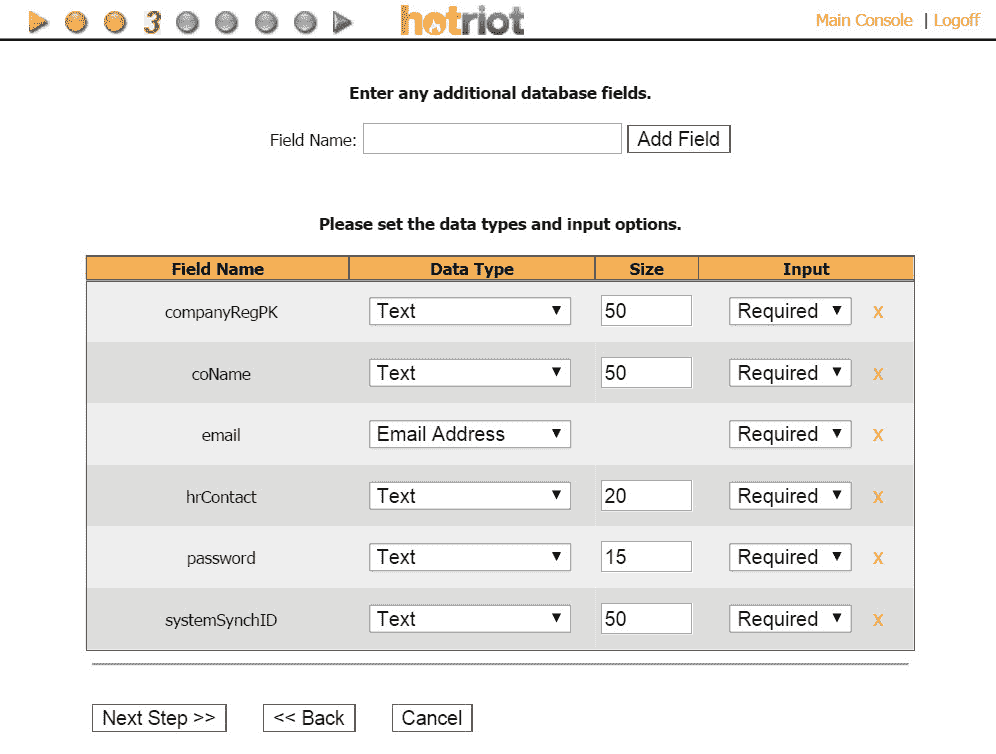 3 hotriot Main Console | Logoff
Enter any additional database fields.
Field Name: Add Field
Please set the data types and input options.
Field Name Data Type Size Input
companyRegPK Text 50 Required X
coName Text 50 Required X
email Email Address Required X
hrContact Text 20 Required X
password Text 15 Required X
systemSynchID Text 50 Required X
Next Step >> << Back Cancel